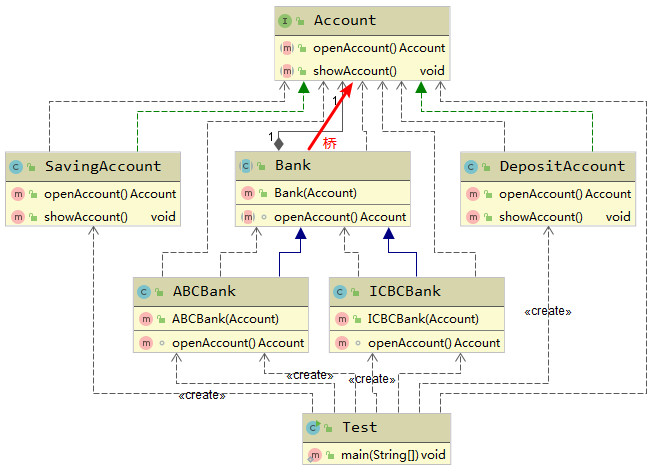 I Account
m openAccount() Account
m showAccount() void
1
1
桥
C SavingAccount
m openAccount() Account
m showAccount() void
C Bank
m Bank(Account)
m openAccount() Account
C DepositAccount
m openAccount() Account
m showAccount() void
C ABCBank
m ABCBank(Account)
m openAccount() Account
C ICBCBank
m ICBCBank(Account)
m openAccount() Account
«create»
«create»
«create»
«create»
C Test
m main(String[]) void